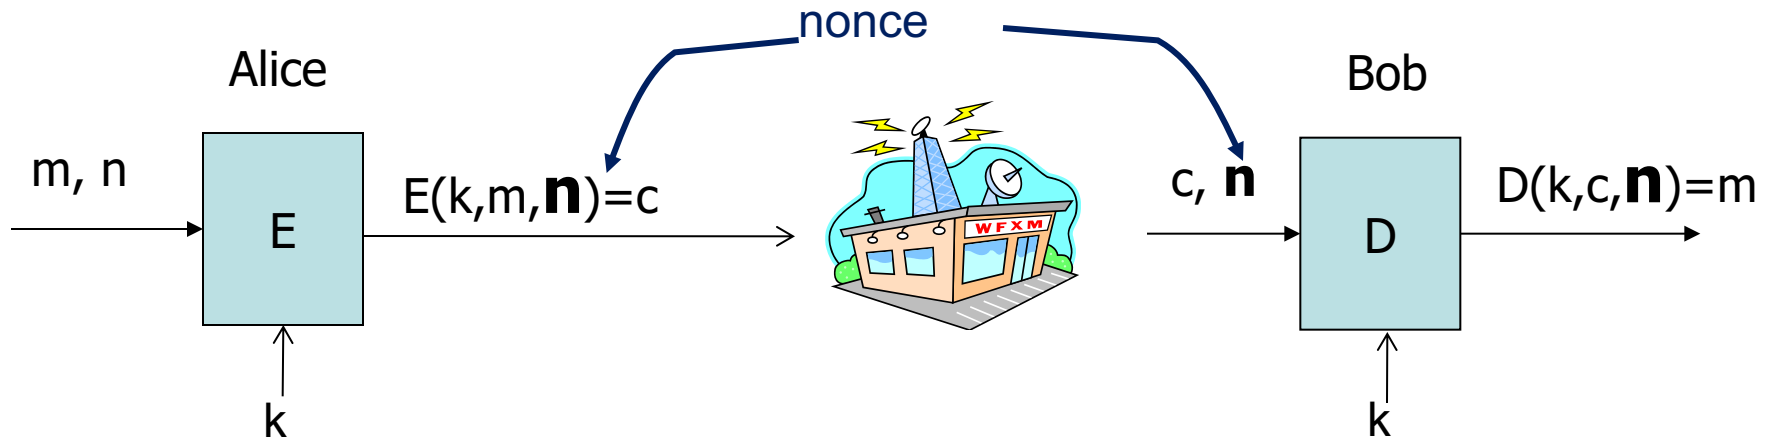 nonce
Alice
Bob
m, n
E(k,m,n)=c
c, n
D(k,c,n)=m
E
WFXM
D
k
k